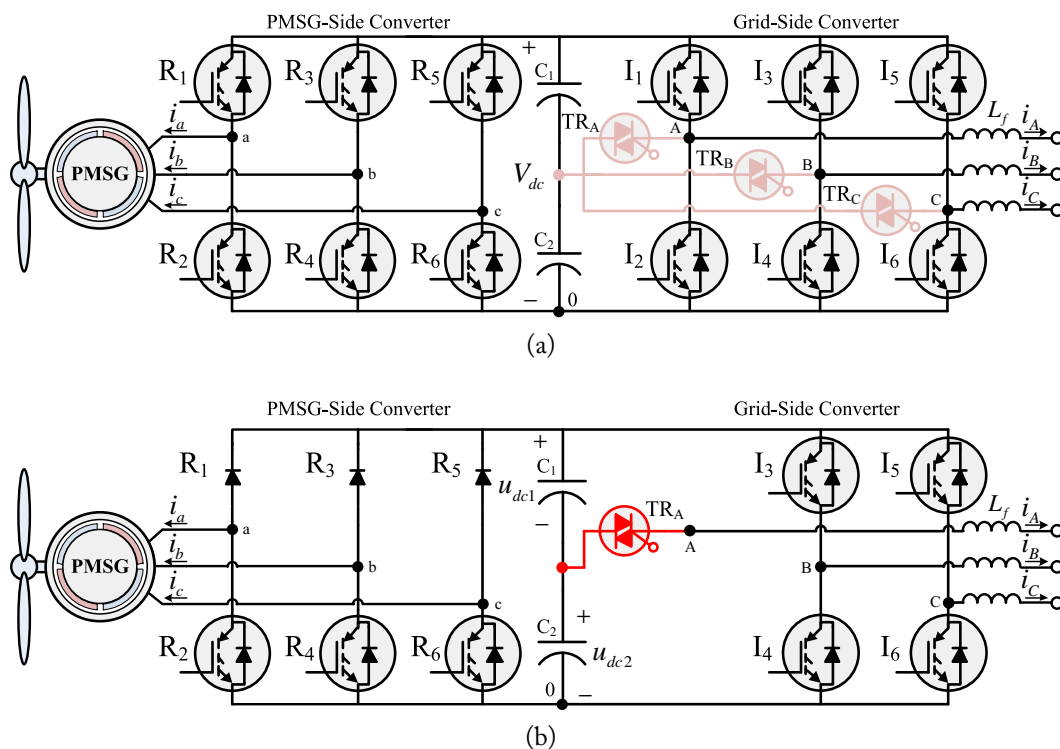 PMSG-Side Converter
Grid-Side Converter
R1 R3 R5 + C1 I1 I3 I5
TRA Lf iA
ia a A
TRB iB
PMSG ib b Vdc B
TRC iC
ic c C
R2 R4 R6 C2 I2 I4 I6
− 0
(a)
PMSG-Side Converter
Grid-Side Converter
R1 R3 R5 + C1 I3 I5
udc1 TRA Lf iA
ia a − A
iB
PMSG ib b B
iC
ic c C
R2 R4 R6 C2 + udc2 I4 I6
0 −
(b)